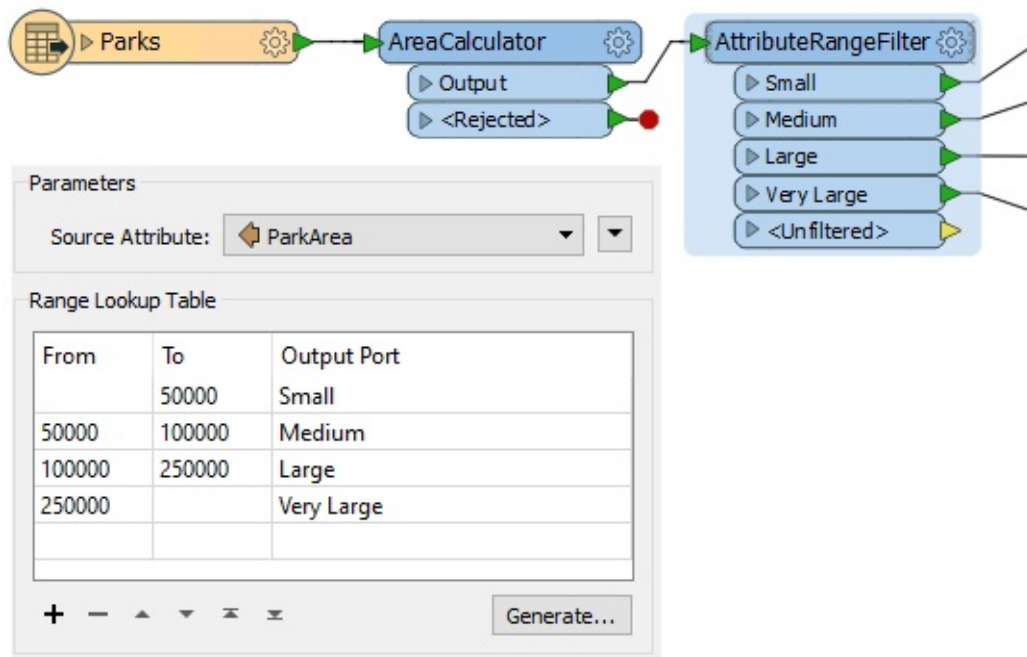 Parks
AreaCalculator
Output
<Rejected>
AttributeRangeFilter
Small
Medium
Large
Very Large
<Unfiltered>
Parameters
Source Attribute: ParkArea
Range Lookup Table
From To Output Port
50000 Small
50000 100000 Medium
100000 250000 Large
250000 Very Large
Generate...